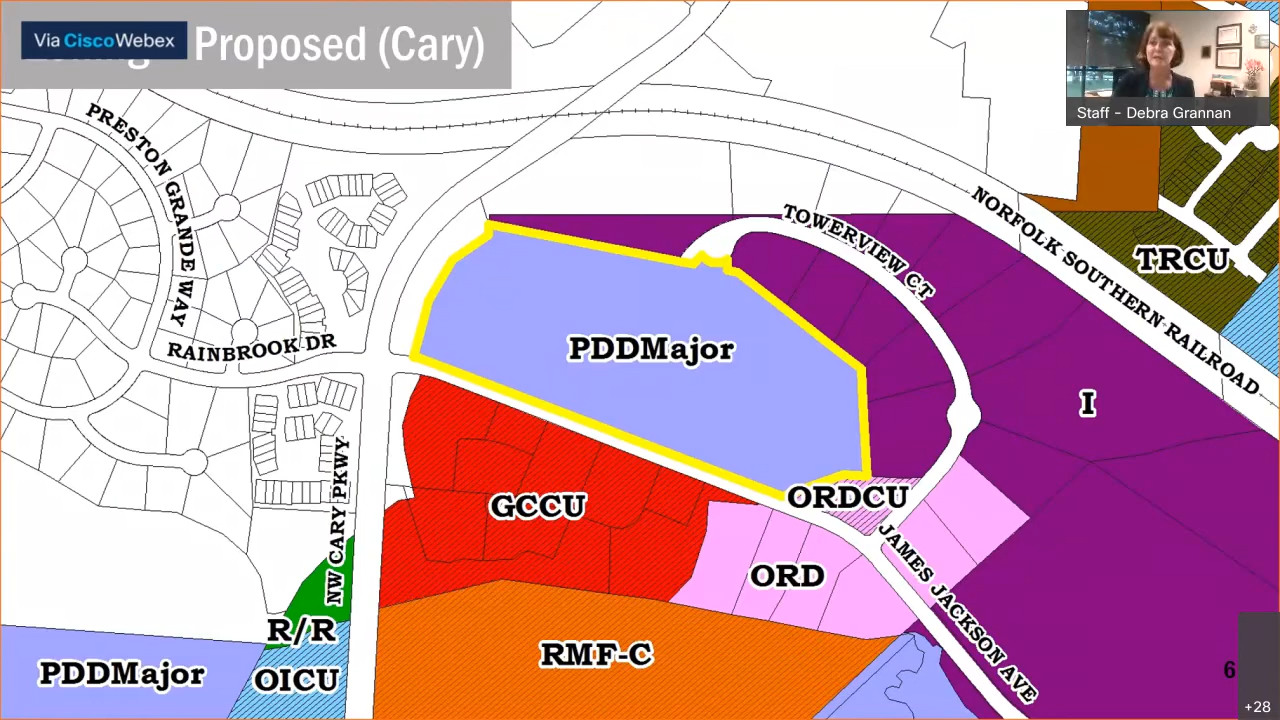 Via Cisco Webex
Proposed (Cary)
Staff - Debra Grannan
PRESTON GRANDE WAY
NORFOLK SOUTHERN RAILROAD
TOWERVIEW CT
TRCU
RAINBROOK DR
PDDMajor
I
NW CARY PKWY
GCCU
ORDCU
JAMES JACKSON AVE
ORD
R/R
RMF-C
PDDMajor
OICU
6
+28